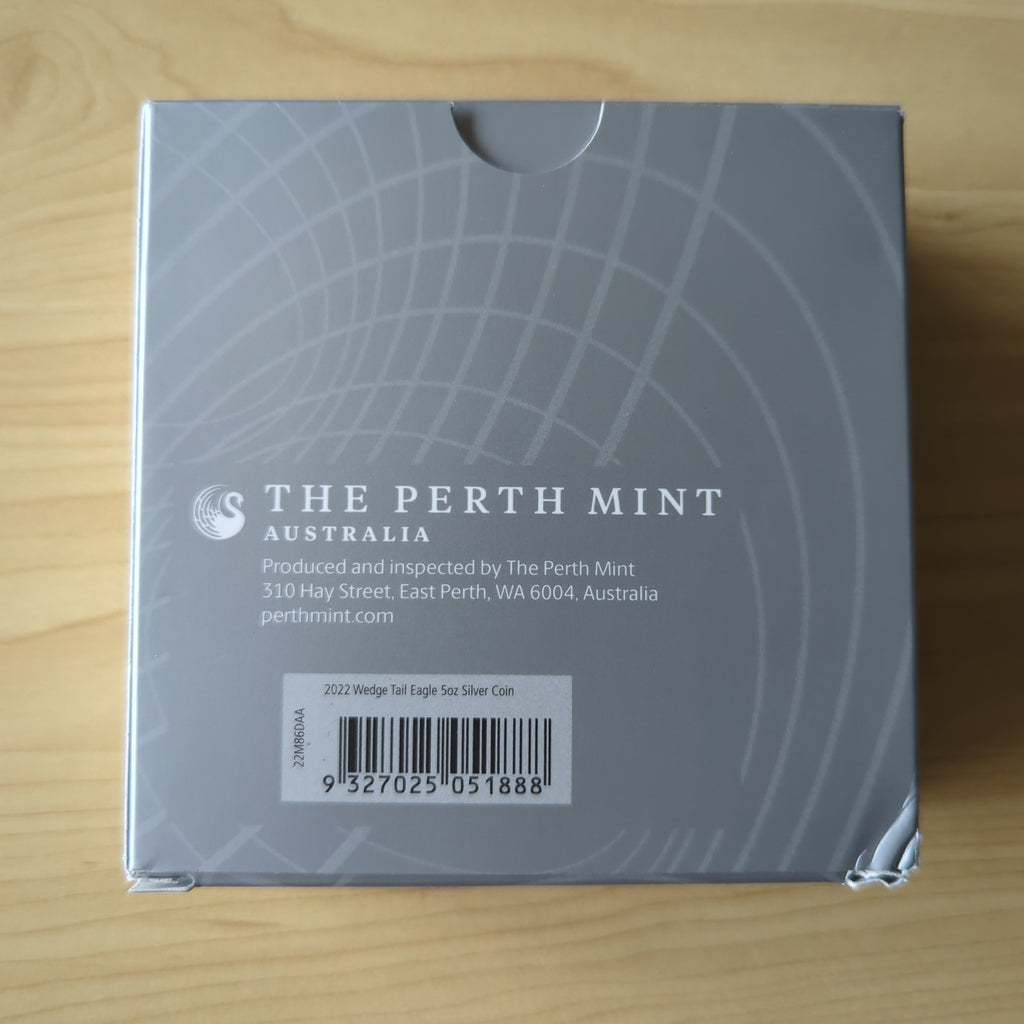 THE PERTH MINT
AUSTRALIA
Produced and inspected by The Perth Mint
310 Hay Street, East Perth, WA 6004, Australia
perthmint.com
2022 Wedge Tail Eagle 5oz Silver Coin
22M86DAA
9 327025 051888